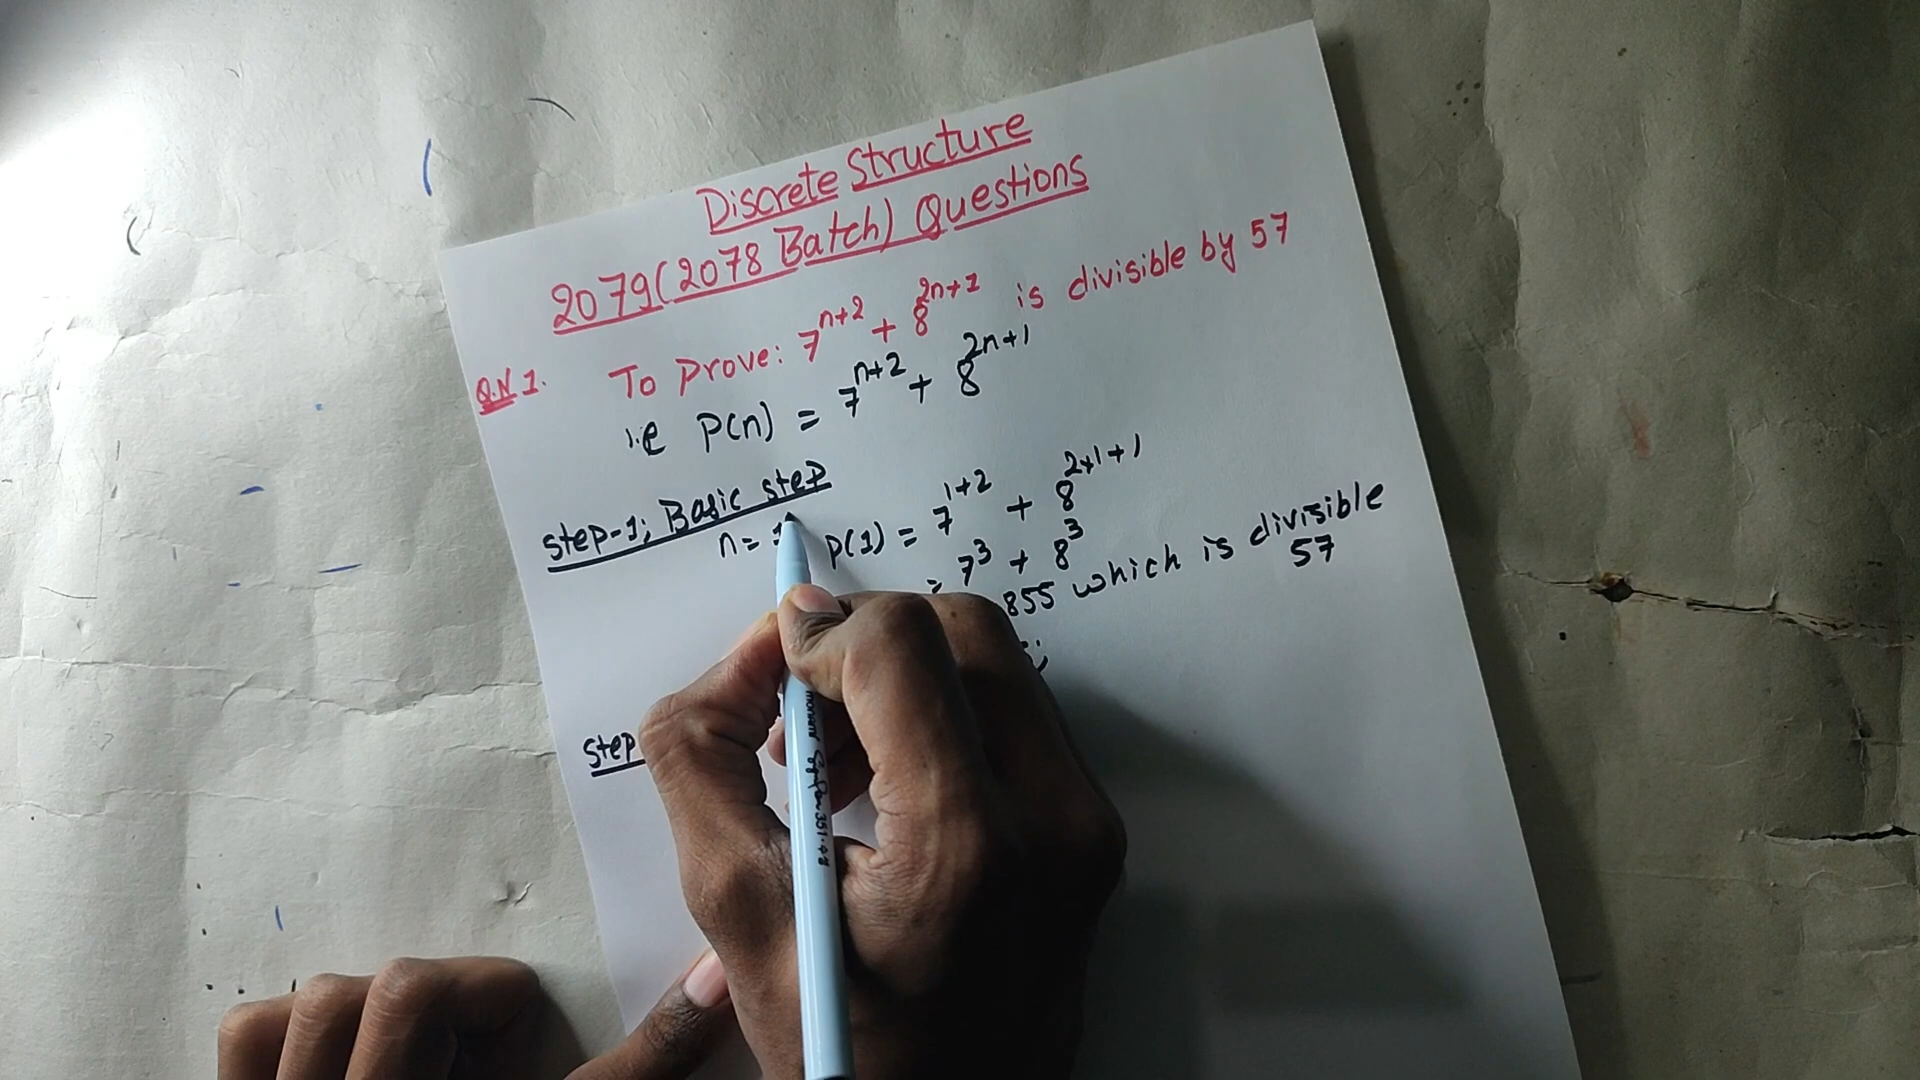 Discrete Structure
2079(2078 Batch) Questions
Q.N 1. To prove: 7^{n+2} + 8^{2n+1} is divisible by 57
i.e P(n) = 7^{n+2} + 8^{2n+1}
step-1; Basic step
n= 1 p(1) = 7^{1+2} + 8^{2*1+1}
= 7^3 + 8^3
855 which is divisible
57
step